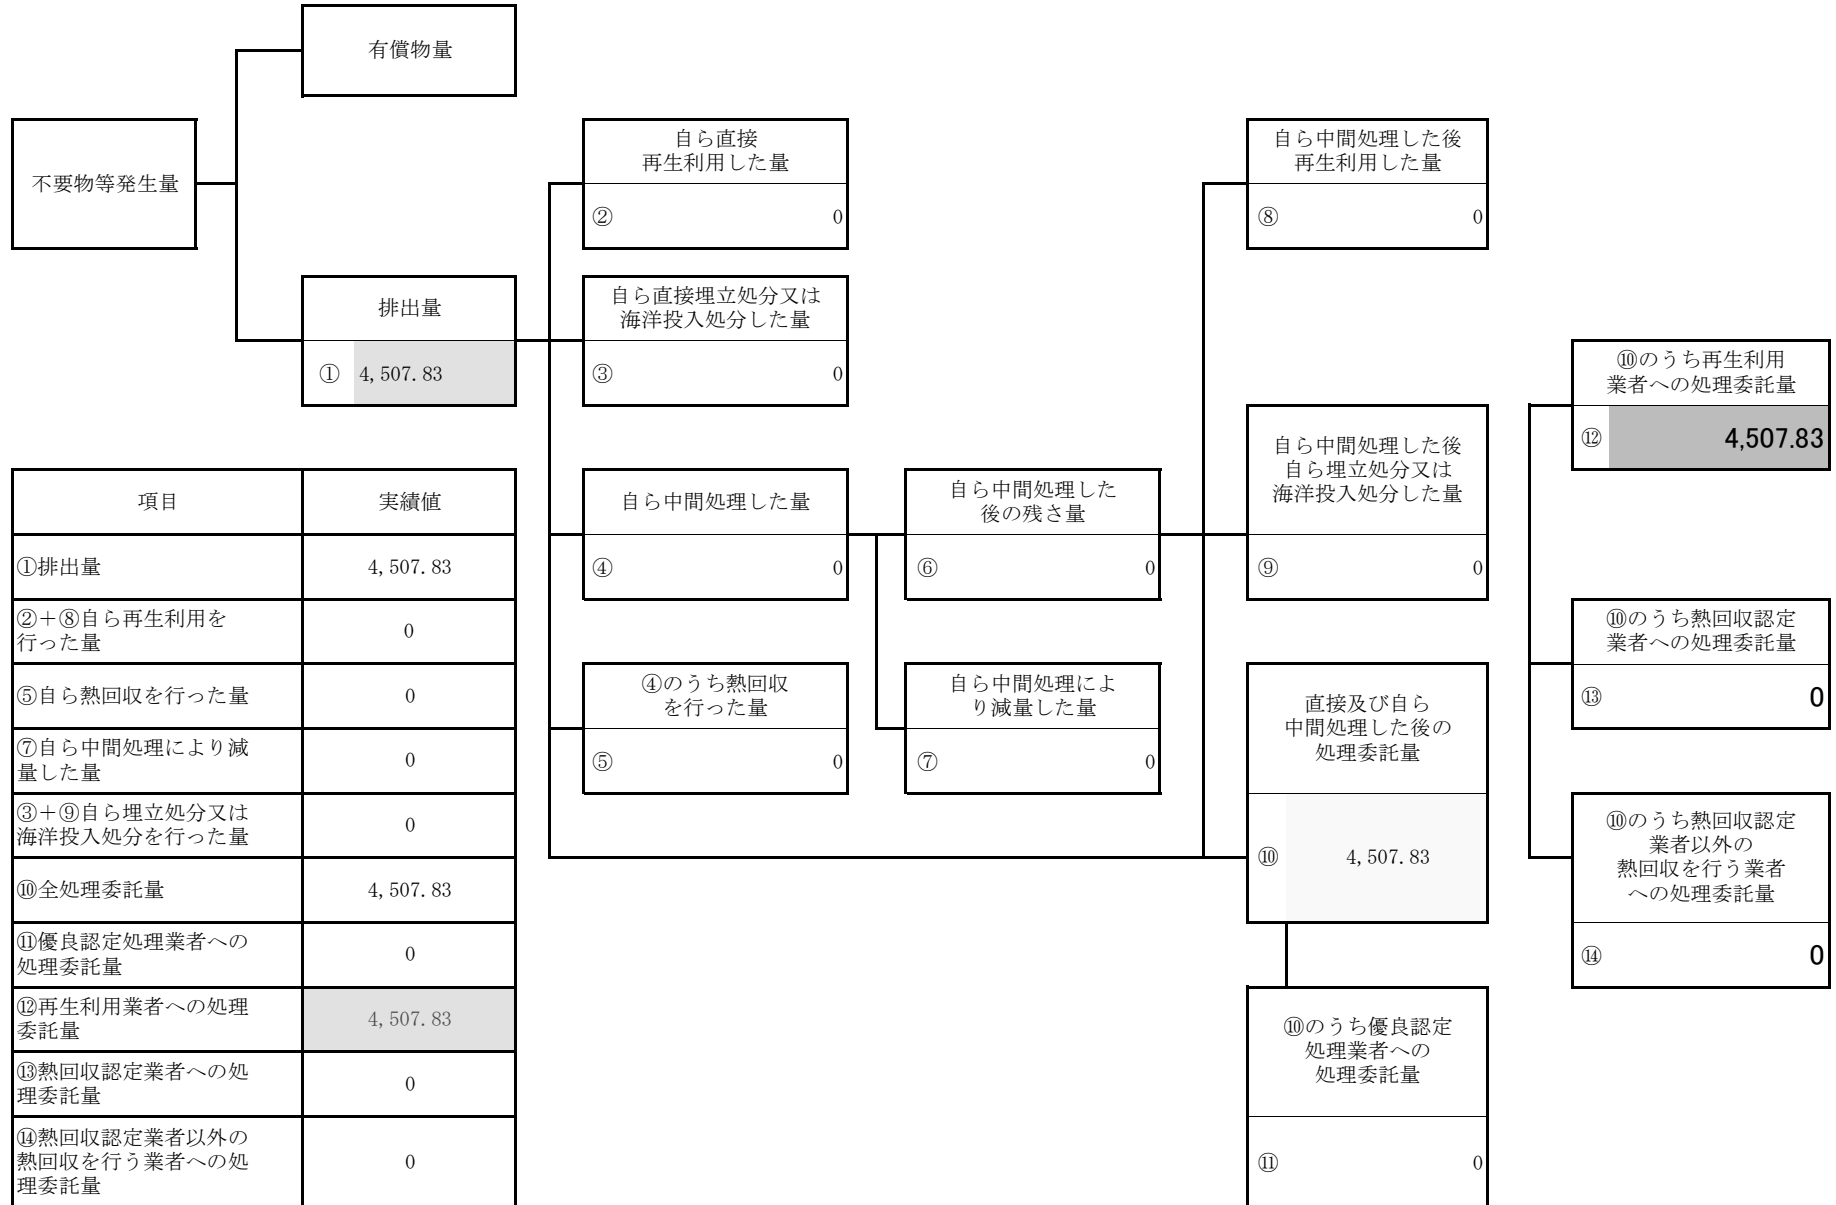 有償物量
不要物等発生量
排出量
① 4,507.83
自ら直接
再生利用した量
② 0
自ら直接埋立処分又は
海洋投入処分した量
③ 0
自ら中間処理した量
④ 0
④のうち熱回収
を行った量
⑤ 0
自ら中間処理した
後の残さ量
⑥ 0
自ら中間処理によ
り減量した量
⑦ 0
自ら中間処理した後
再生利用した量
⑧ 0
自ら中間処理した後
自ら埋立処分又は
海洋投入処分した量
⑨ 0
直接及び自ら
中間処理した後の
処理委託量
⑩ 4,507.83
⑩のうち優良認定
処理業者への
処理委託量
⑪ 0
⑩のうち再生利用
業者への処理委託量
⑫ 4,507.83
⑩のうち熱回収認定
業者への処理委託量
⑬ 0
⑩のうち熱回収認定
業者以外の
熱回収を行う業者
への処理委託量
⑭ 0
項目 実績値
①排出量 4,507.83
②＋⑧自ら再生利用を
行った量 0
⑤自ら熱回収を行った量 0
⑦自ら中間処理により減
量した量 0
③＋⑨自ら埋立処分又は
海洋投入処分を行った量 0
⑩全処理委託量 4,507.83
⑪優良認定処理業者への
処理委託量 0
⑫再生利用業者への処理
委託量 4,507.83
⑬熱回収認定業者への処
理委託量 0
⑭熱回収認定業者以外の
熱回収を行う業者への処
理委託量 0